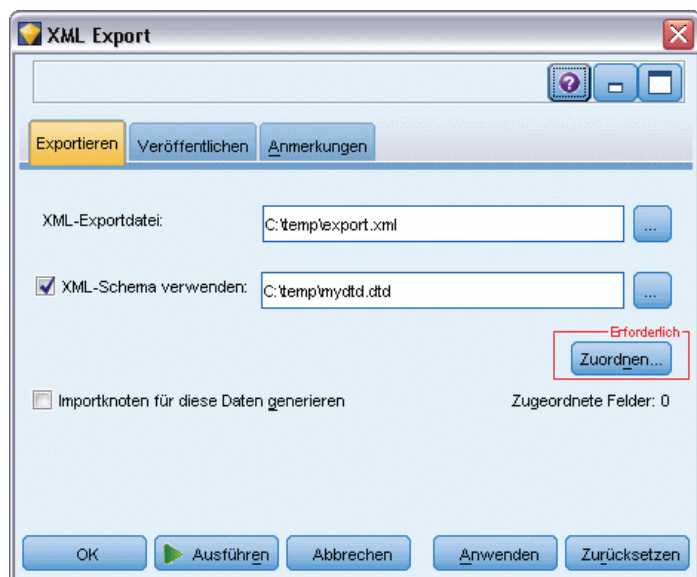 XML Export
Exportieren Veröffentlichen Anmerkungen
XML-Exportdatei: C:\temp\export.xml ...
XML-Schema verwenden: C:\temp\mydtd.dtd ...
Erforderlich
Zuordnen...
Importknoten für diese Daten generieren Zugeordnete Felder: 0
OK Ausführen Abbrechen Anwenden Zurücksetzen